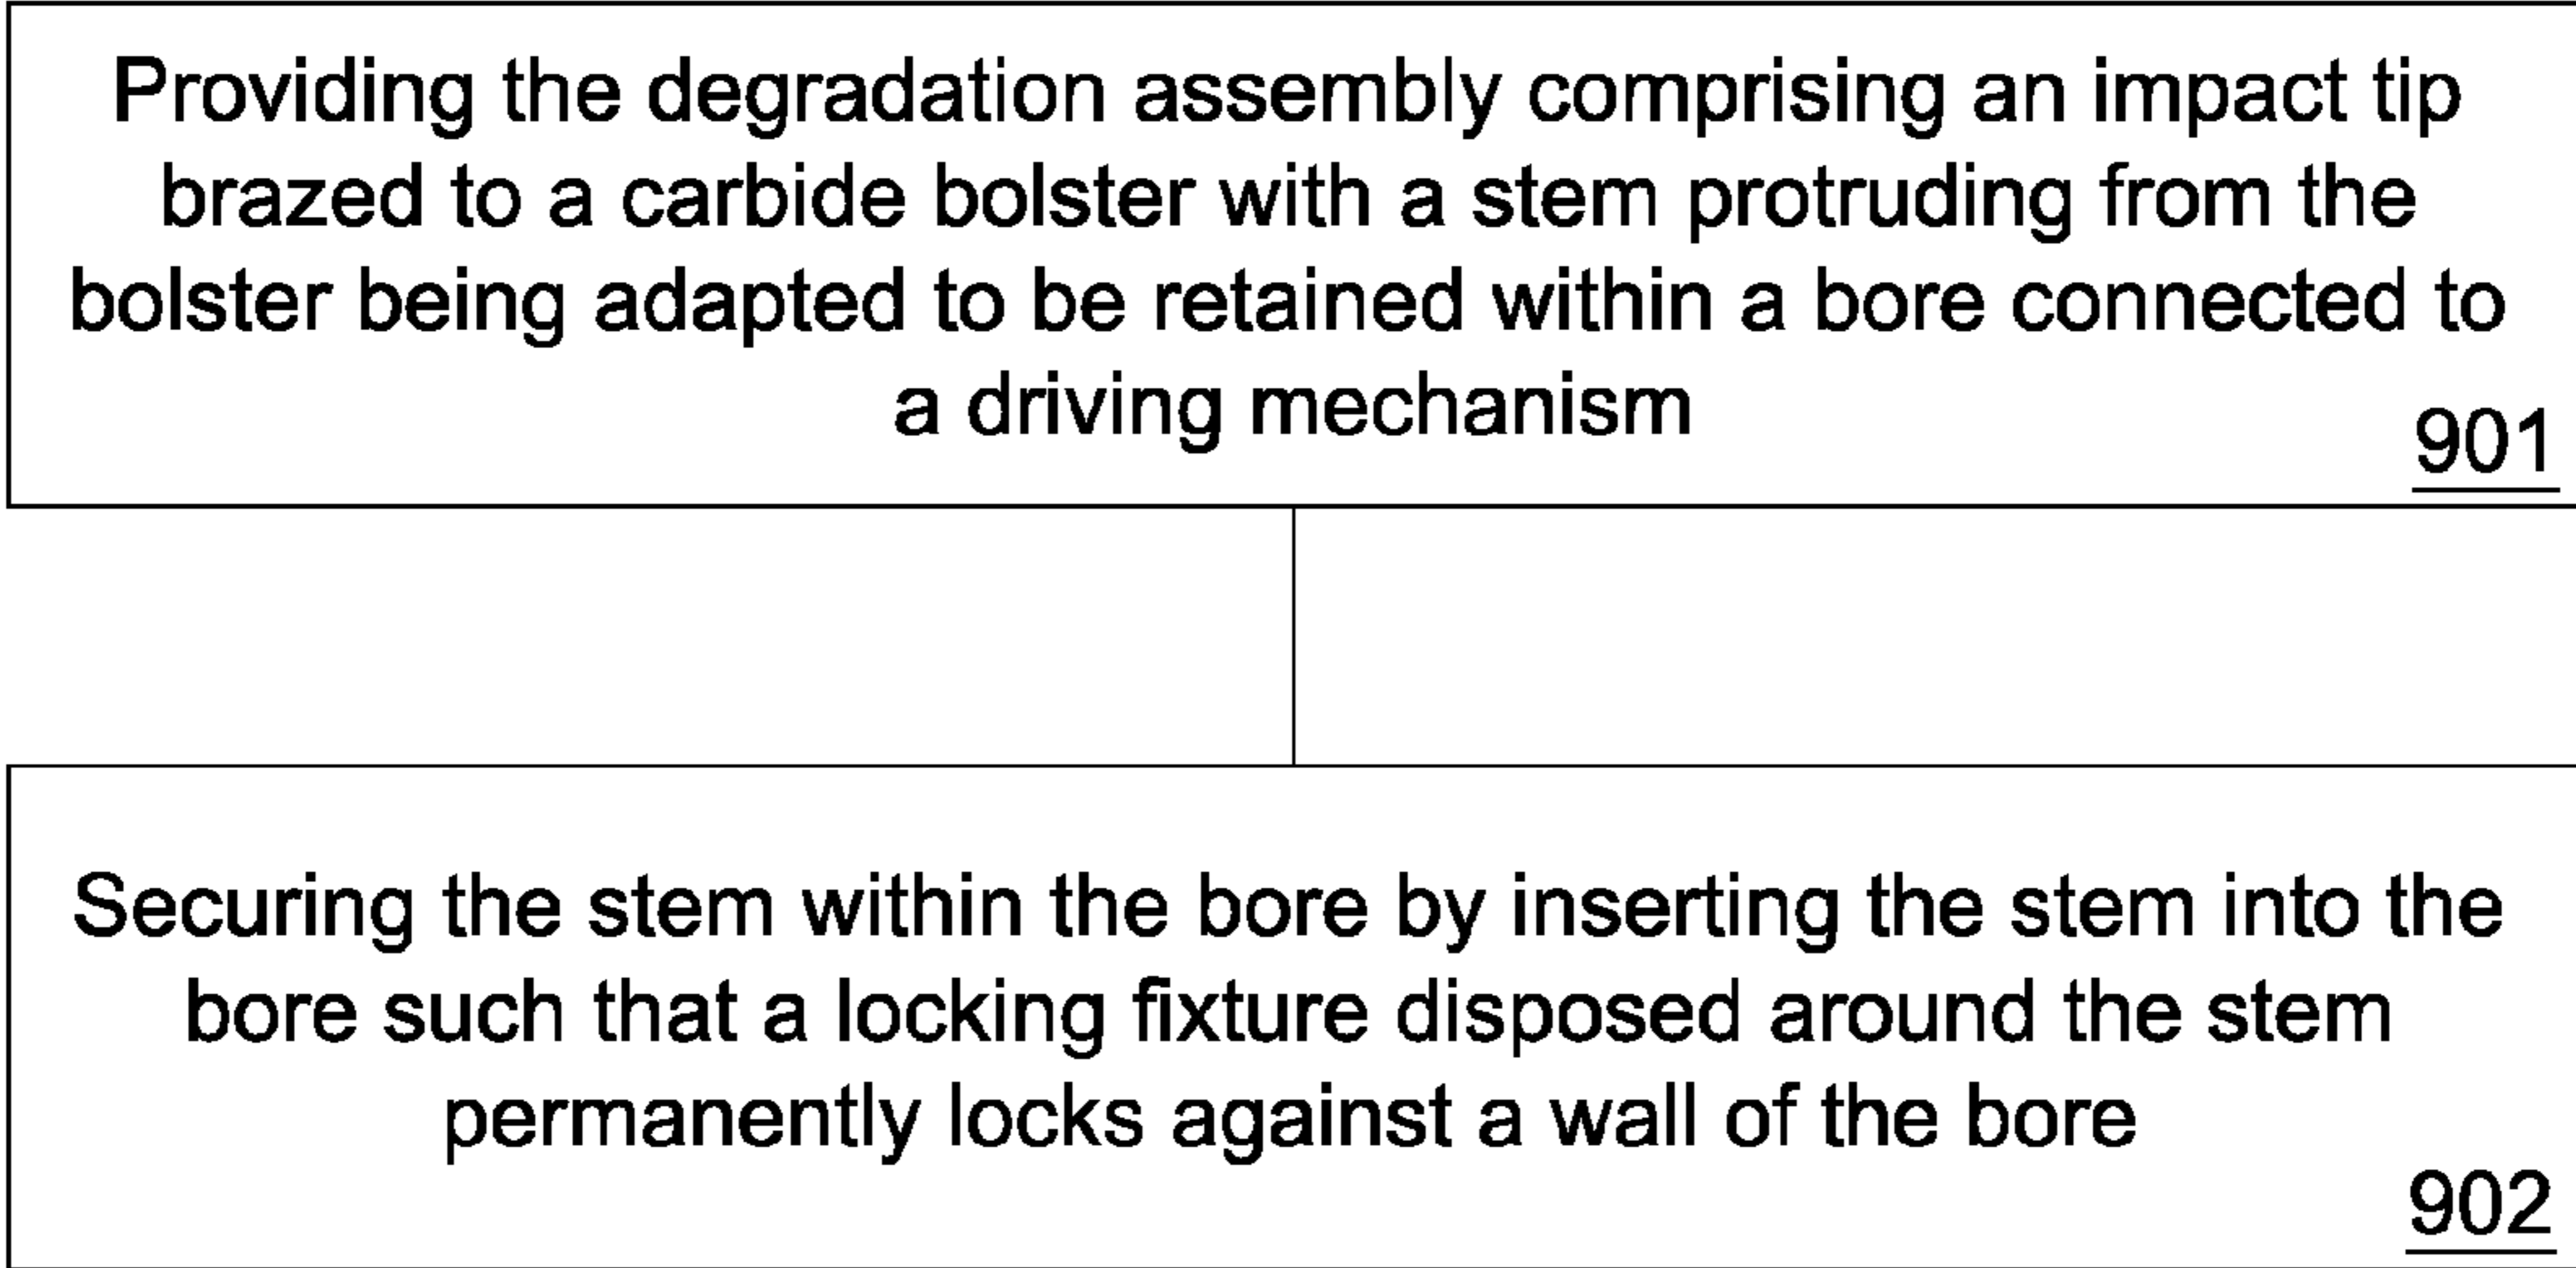 Providing the degradation assembly comprising an impact tip
brazed to a carbide bolster with a stem protruding from the
bolster being adapted to be retained within a bore connected to
a driving mechanism
901
Securing the stem within the bore by inserting the stem into the
bore such that a locking fixture disposed around the stem
permanently locks against a wall of the bore
902